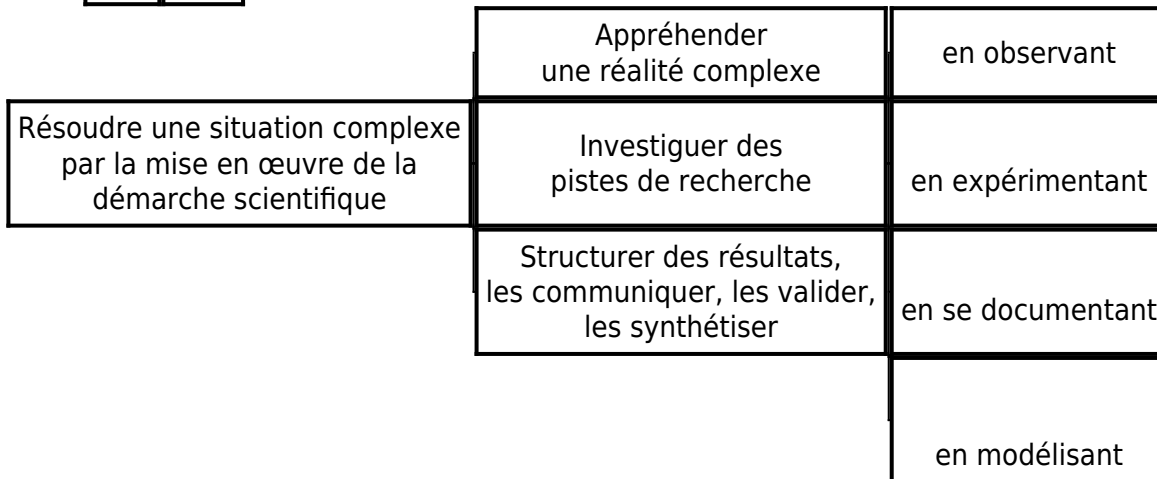 Appréhender
une réalité complexe
en observant
Résoudre une situation complexe
par la mise en œuvre de la
démarche scientifique
Investiguer des
pistes de recherche
en expérimentant
Structurer des résultats,
les communiquer, les valider,
les synthétiser
en se documentant
en modélisant